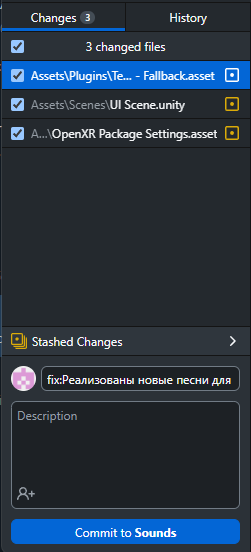 Changes 3 History
3 changed files
Assets\Plugins\Te... - Fallback.asset
Assets\Scenes\UI Scene.unity
A...\OpenXR Package Settings.asset
Stashed Changes
fix:Реализованы новые песни для
Description
Commit to Sounds